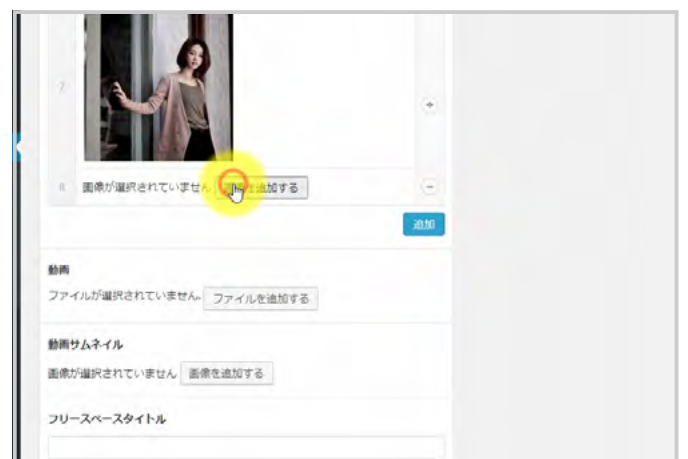 7
8 画像が選択されていません 画像を追加する
追加
動画
ファイルが選択されていません ファイルを追加する
動画サムネイル
画像が選択されていません 画像を追加する
フリースペースタイトル